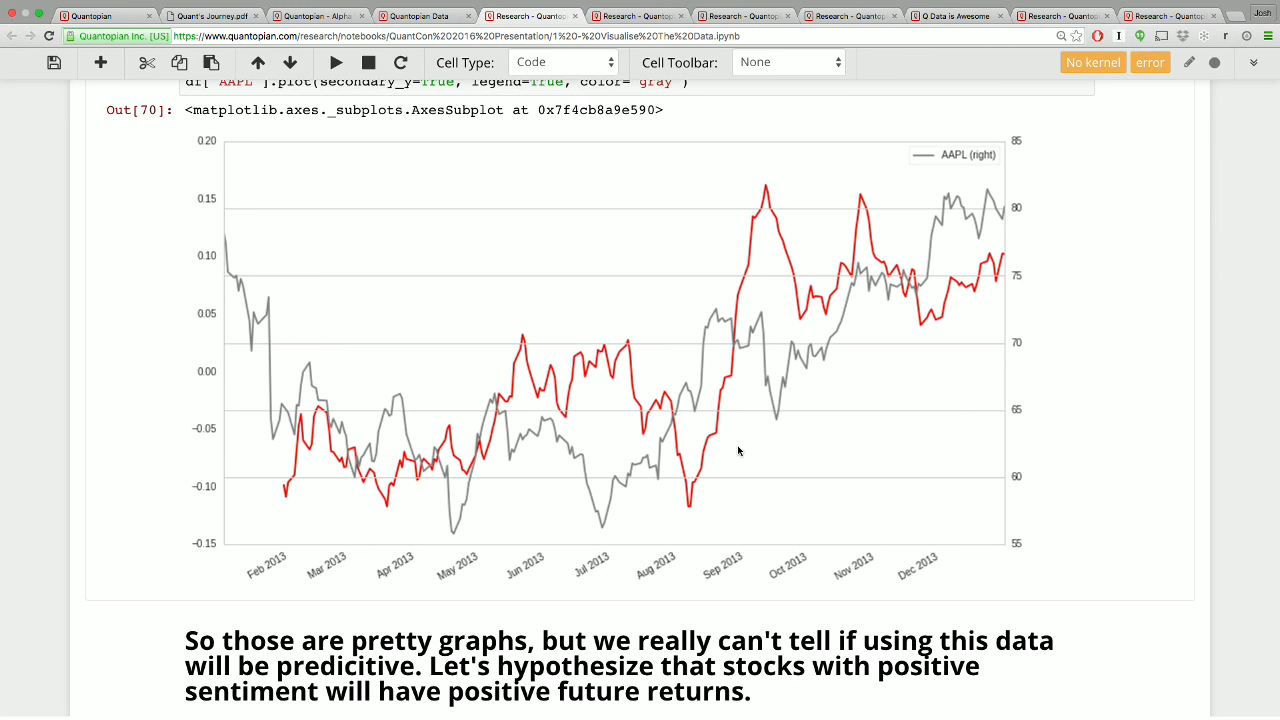 Quantopian
Quant's Journey.pdf
Quantopian - Alpha
Quantopian Data
Research - Quantop
Research - Quantop
Research - Quantop
Research - Quantop
Q Data is Awesome
Research - Quantop
Research - Quantop
Josh
Quantopian Inc. [US] https://www.quantopian.com/research/notebooks/QuantCon%202016%20Presentation/1%20-%20Visualise%20The%20Data.ipynb
Cell Type: Code Cell Toolbar: None No kernel error
df["AAPL"].plot(secondary_y=True, legend=True, color="gray")
Out[70]: <matplotlib.axes._subplots.AxesSubplot at 0x7f4cb8a9e590>
0.20 85
AAPL (right)
0.15 80
0.10 75
0.05 70
0.00
−0.05 65
−0.10 60
−0.15 55
Feb 2013 Mar 2013 Apr 2013 May 2013 Jun 2013 Jul 2013 Aug 2013 Sep 2013 Oct 2013 Nov 2013 Dec 2013
So those are pretty graphs, but we really can't tell if using this data
will be predicitive. Let's hypothesize that stocks with positive
sentiment will have positive future returns.